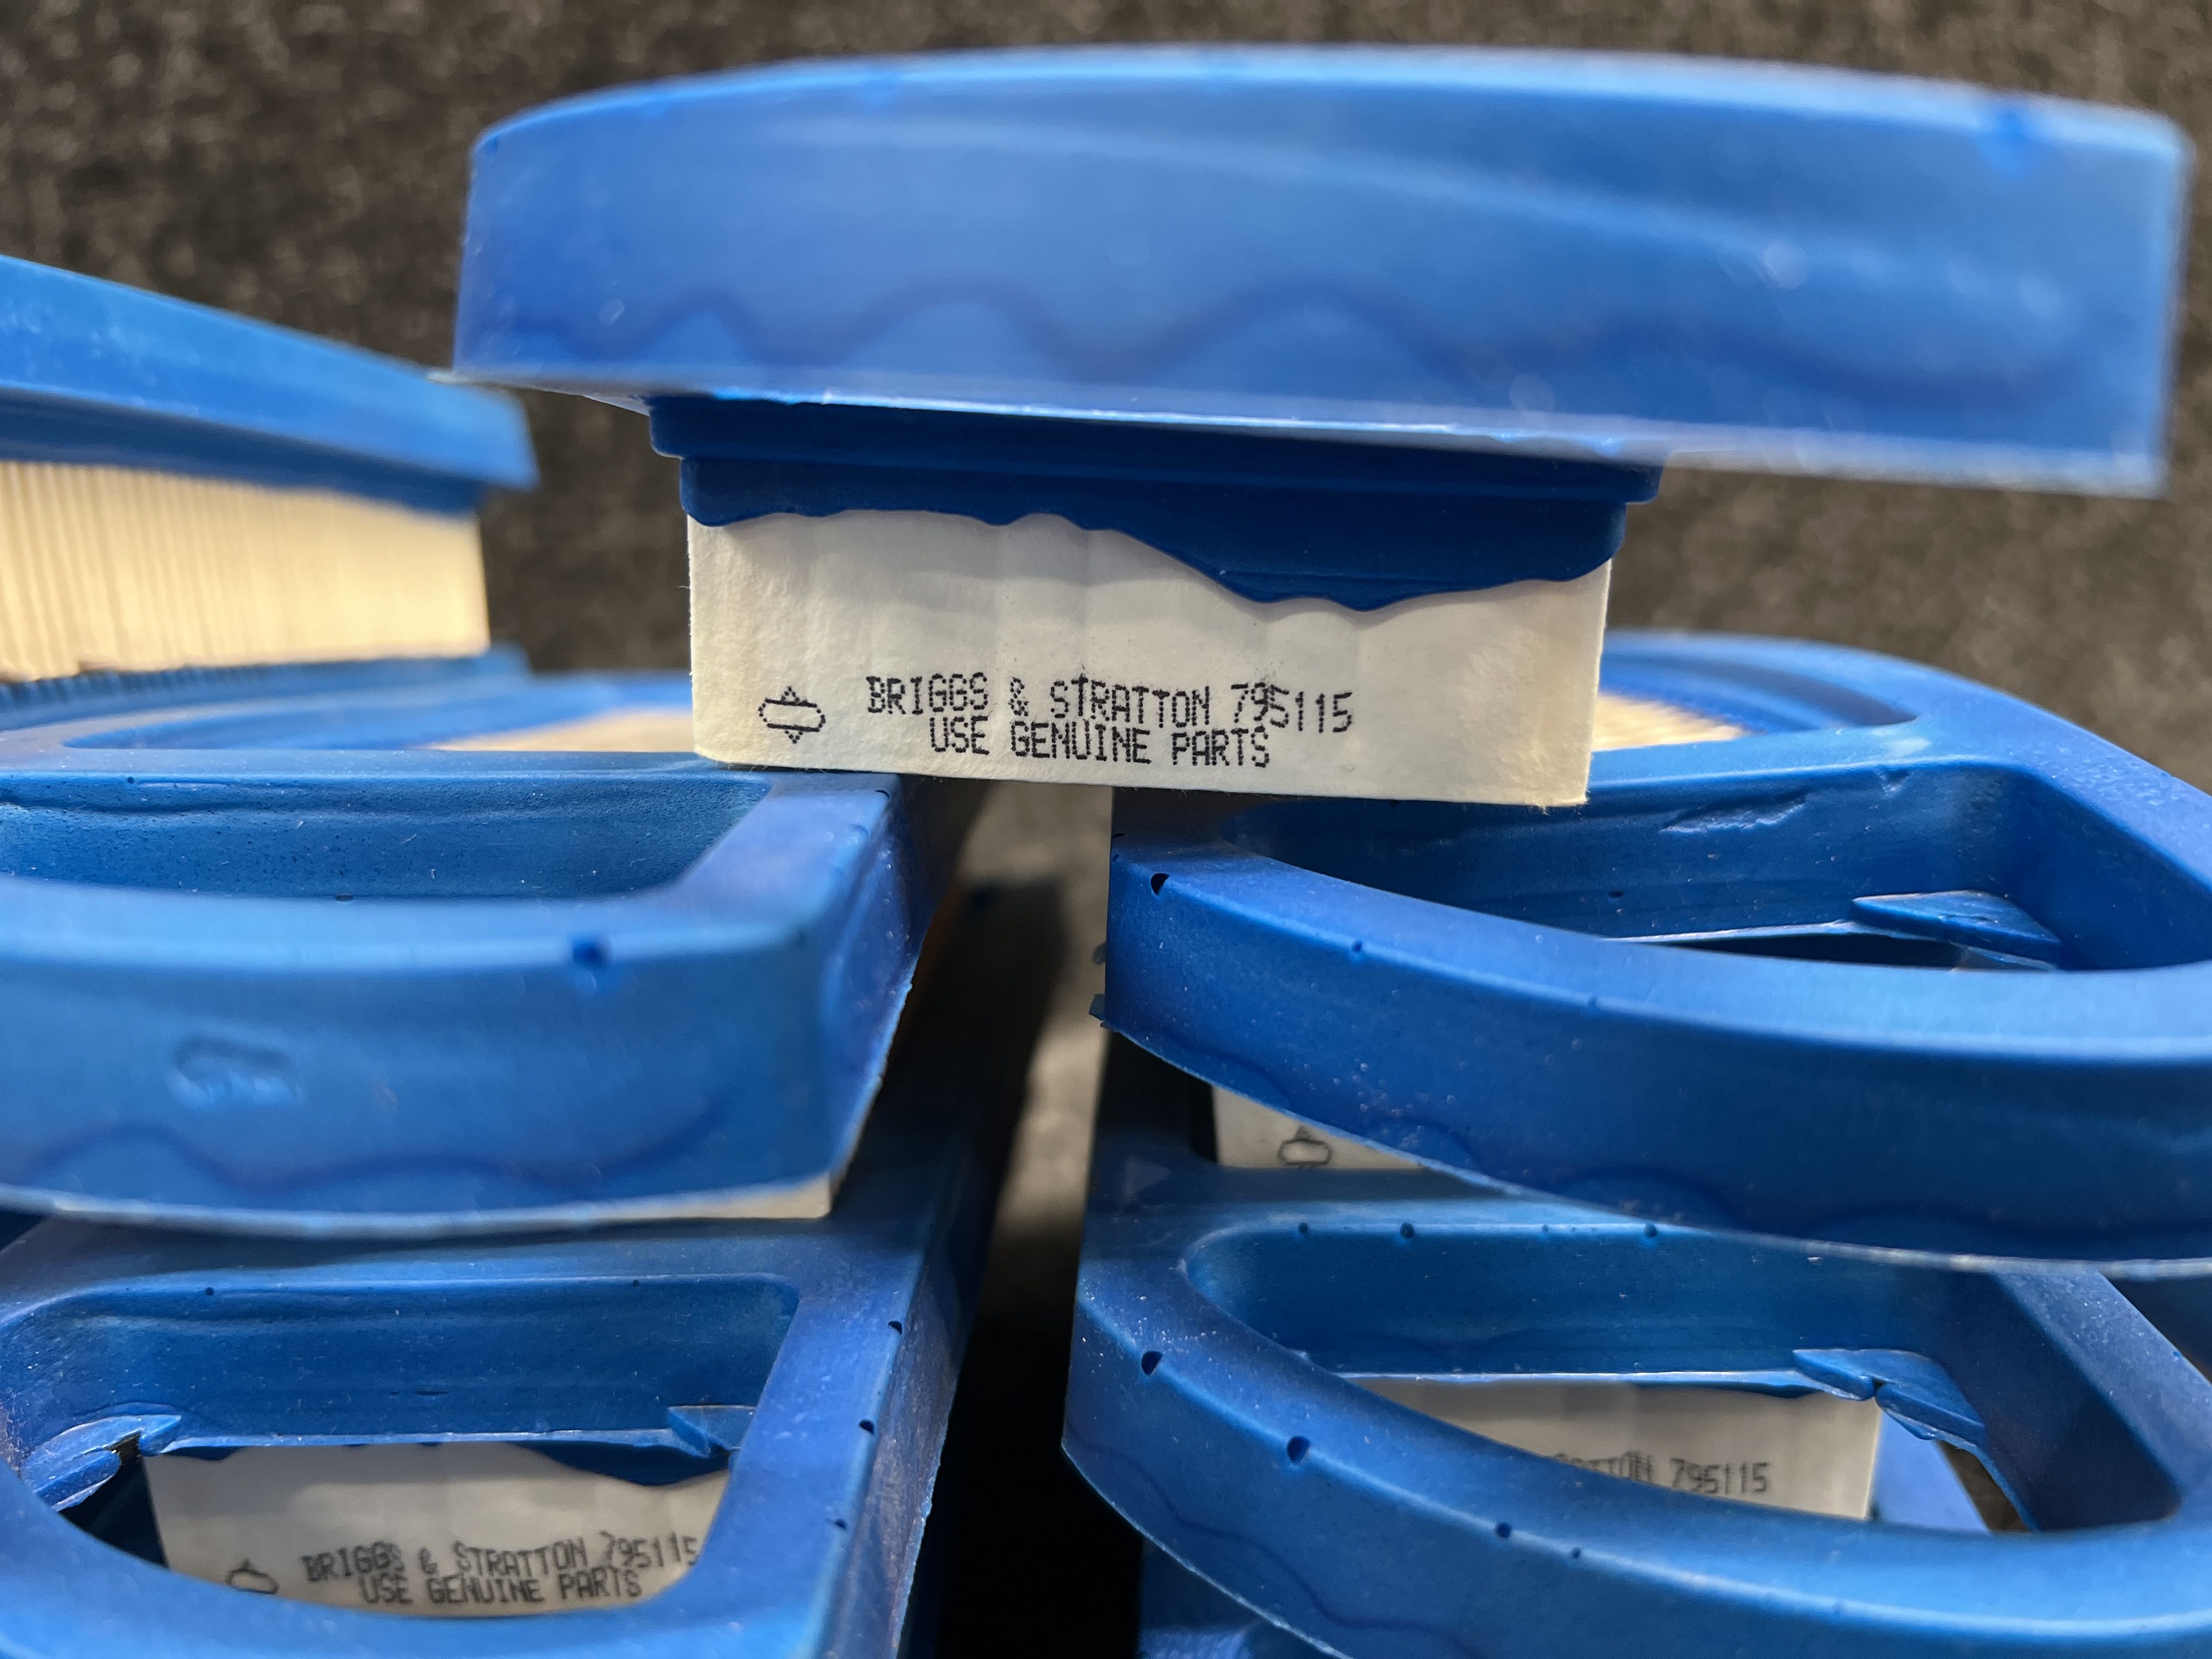 BRIGGS & STRATTON 795115
USE GENUINE PARTS
BRIGGS & STRATTON 795115
USE GENUINE PARTS
795115